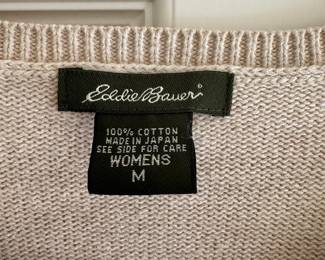 Eddie Bauer
100% COTTON
MADE IN JAPAN
SEE SIDE FOR CARE
WOMENS
M